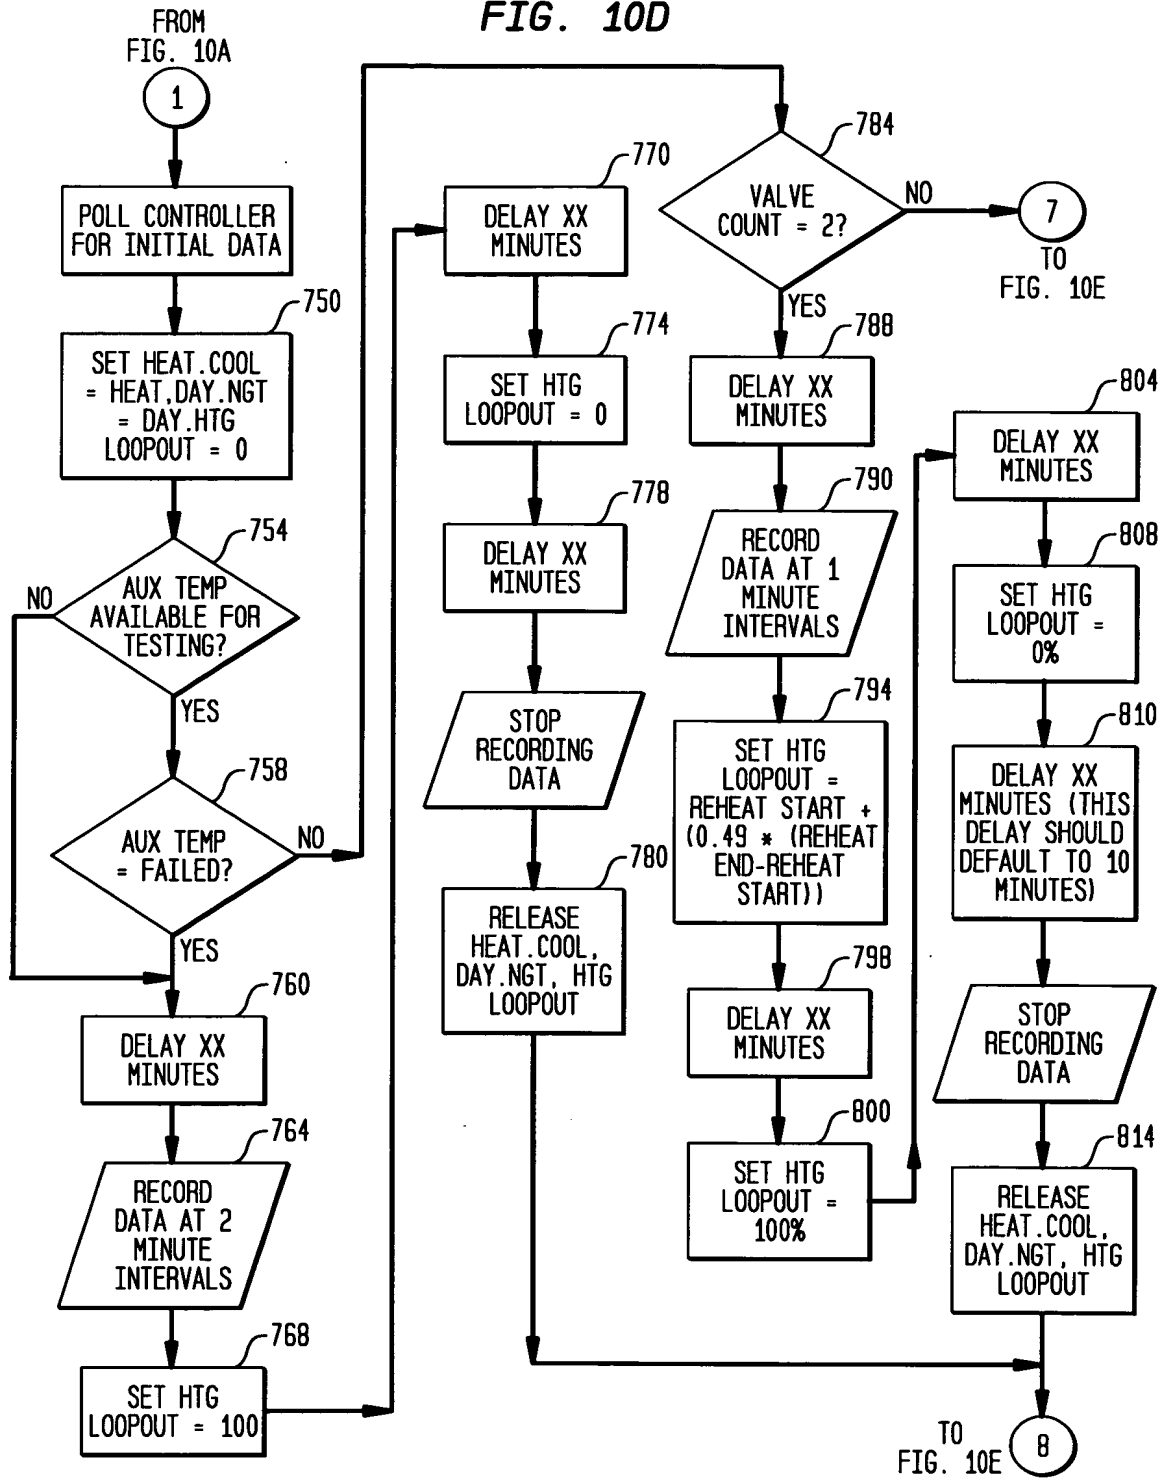 FIG. 10D
FROM
FIG. 10A
1
POLL CONTROLLER
FOR INITIAL DATA
750
SET HEAT.COOL
= HEAT,DAY.NGT
= DAY.HTG
LOOPOUT = 0
754
AUX TEMP
AVAILABLE FOR
TESTING?
NO
YES
758
AUX TEMP
= FAILED?
NO
YES
760
DELAY XX
MINUTES
764
RECORD
DATA AT 2
MINUTE
INTERVALS
768
SET HTG
LOOPOUT = 100
770
DELAY XX
MINUTES
774
SET HTG
LOOPOUT = 0
778
DELAY XX
MINUTES
STOP
RECORDING
DATA
780
RELEASE
HEAT.COOL,
DAY.NGT, HTG
LOOPOUT
784
VALVE
COUNT = 2?
NO
7
TO
FIG. 10E
YES
788
DELAY XX
MINUTES
790
RECORD
DATA AT 1
MINUTE
INTERVALS
794
SET HTG
LOOPOUT =
REHEAT START +
(0.49 * (REHEAT
END-REHEAT
START))
798
DELAY XX
MINUTES
800
SET HTG
LOOPOUT =
100%
804
DELAY XX
MINUTES
808
SET HTG
LOOPOUT =
0%
810
DELAY XX
MINUTES (THIS
DELAY SHOULD
DEFAULT TO 10
MINUTES)
STOP
RECORDING
DATA
814
RELEASE
HEAT.COOL,
DAY.NGT, HTG
LOOPOUT
TO
FIG. 10E
8